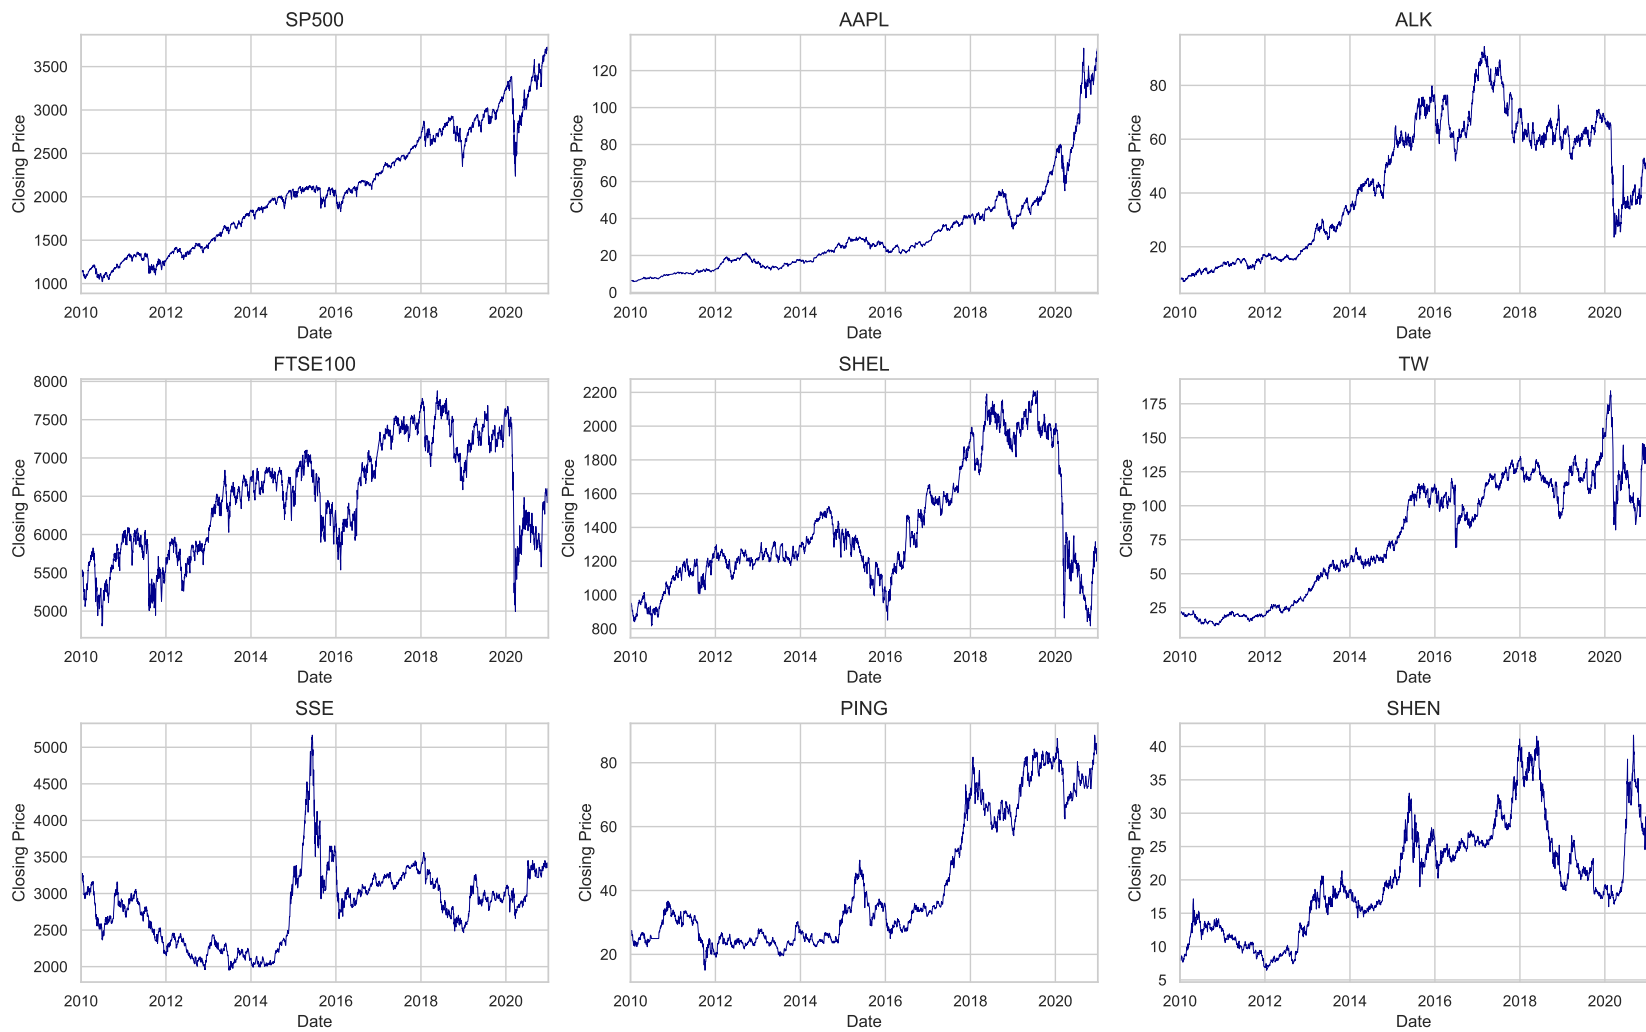 SP500
AAPL
ALK
Closing Price
3500
3000
2500
2000
1500
1000
2010 2012 2014 2016 2018 2020
Date
Closing Price
120
100
80
60
40
20
0
2010 2012 2014 2016 2018 2020
Date
Closing Price
80
60
40
20
2010 2012 2014 2016 2018 2020
Date
FTSE100
SHEL
TW
Closing Price
8000
7500
7000
6500
6000
5500
5000
2010 2012 2014 2016 2018 2020
Date
Closing Price
2200
2000
1800
1600
1400
1200
1000
800
2010 2012 2014 2016 2018 2020
Date
Closing Price
175
150
125
100
75
50
25
2010 2012 2014 2016 2018 2020
Date
SSE
PING
SHEN
Closing Price
5000
4500
4000
3500
3000
2500
2000
2010 2012 2014 2016 2018 2020
Date
Closing Price
80
60
40
20
2010 2012 2014 2016 2018 2020
Date
Closing Price
40
35
30
25
20
15
10
5
2010 2012 2014 2016 2018 2020
Date